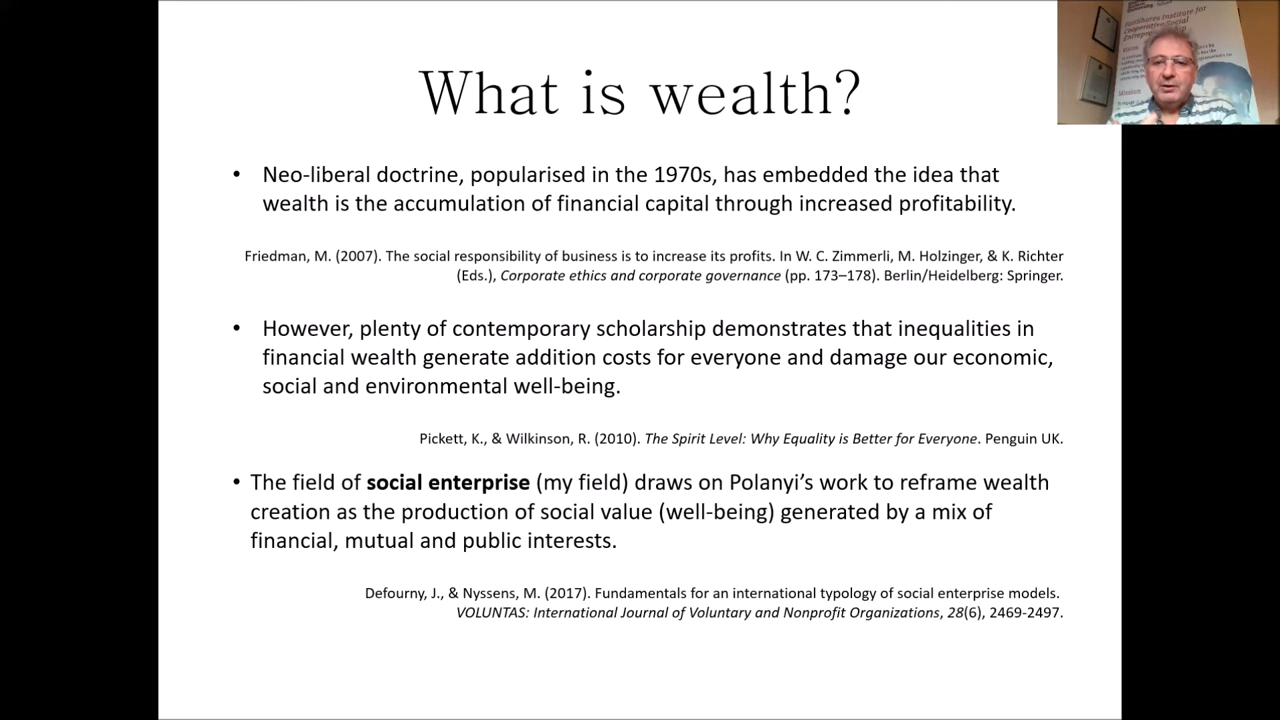 What is wealth?
• Neo-liberal doctrine, popularised in the 1970s, has embedded the idea that
wealth is the accumulation of financial capital through increased profitability.
Friedman, M. (2007). The social responsibility of business is to increase its profits. In W. C. Zimmerli, M. Holzinger, & K. Richter
(Eds.), Corporate ethics and corporate governance (pp. 173–178). Berlin/Heidelberg: Springer.
• However, plenty of contemporary scholarship demonstrates that inequalities in
financial wealth generate addition costs for everyone and damage our economic,
social and environmental well-being.
Pickett, K., & Wilkinson, R. (2010). The Spirit Level: Why Equality is Better for Everyone. Penguin UK.
• The field of social enterprise (my field) draws on Polanyi’s work to reframe wealth
creation as the production of social value (well-being) generated by a mix of
financial, mutual and public interests.
Defourny, J., & Nyssens, M. (2017). Fundamentals for an international typology of social enterprise models.
VOLUNTAS: International Journal of Voluntary and Nonprofit Organizations, 28(6), 2469-2497.
FairShares Institute for
Cooperative Social